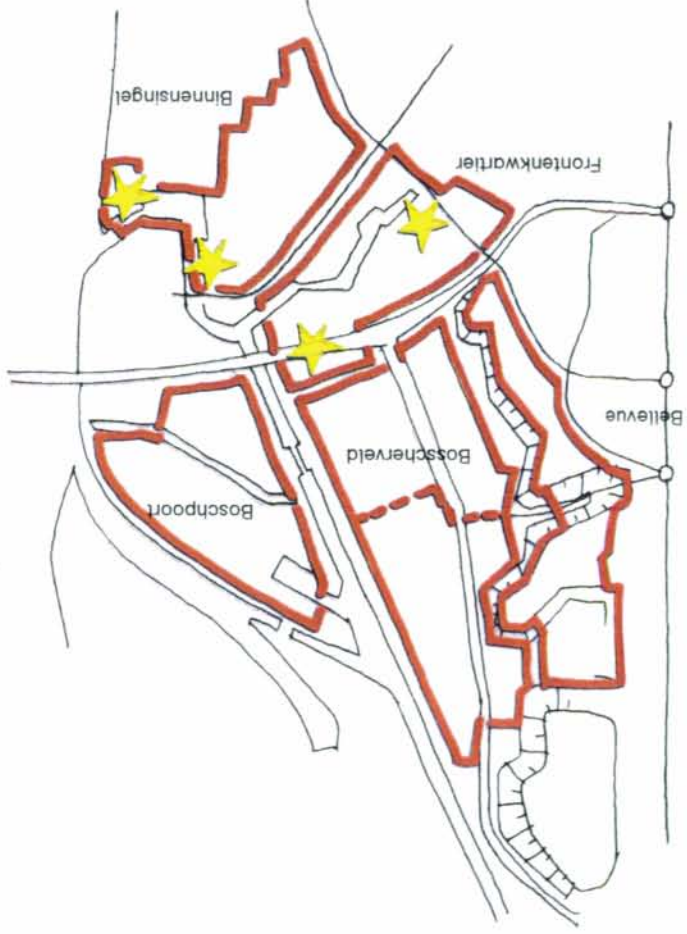 Bellevue
Bosscherveld
Boschpoort
Frontenkwartier
Binnensingel